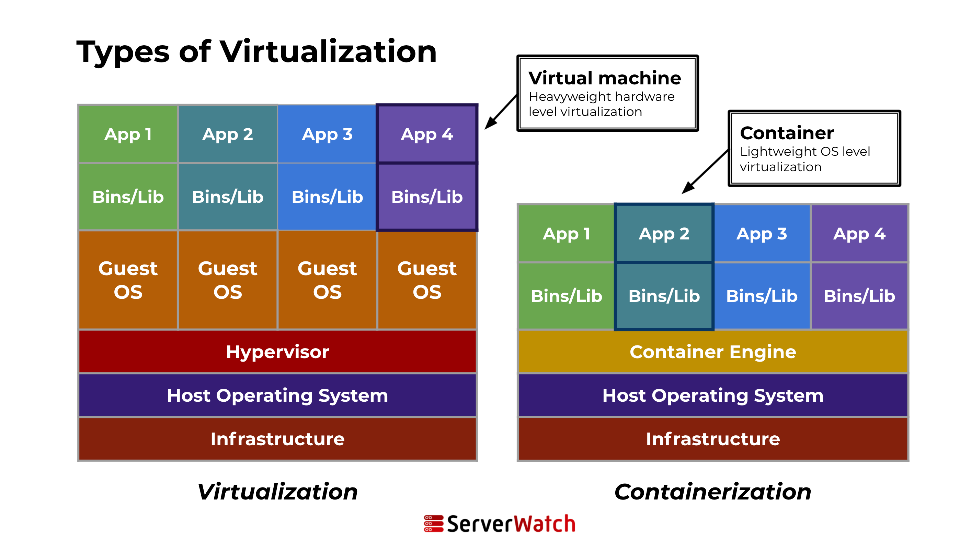 Types of Virtualization
Virtual machine
Heavyweight hardware
level virtualization
Container
Lightweight OS level
virtualization
App 1 App 2 App 3 App 4
Bins/Lib Bins/Lib Bins/Lib Bins/Lib
Guest OS Guest OS Guest OS Guest OS
Hypervisor
Host Operating System
Infrastructure
Virtualization
App 1 App 2 App 3 App 4
Bins/Lib Bins/Lib Bins/Lib Bins/Lib
Container Engine
Host Operating System
Infrastructure
Containerization
ServerWatch